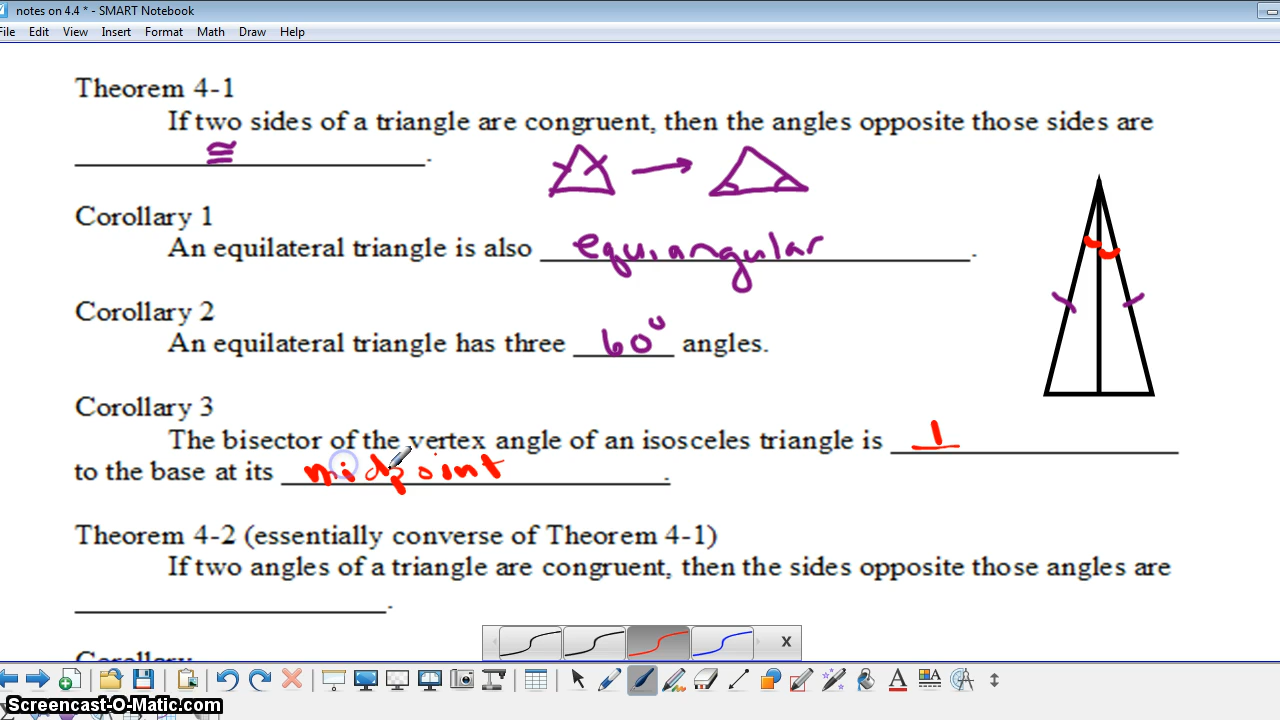 notes on 4.4 * - SMART Notebook
File Edit View Insert Format Math Draw Help
Theorem 4-1
If two sides of a triangle are congruent, then the angles opposite those sides are
≅.
Corollary 1
An equilateral triangle is also equiangular.
Corollary 2
An equilateral triangle has three 60° angles.
Corollary 3
The bisector of the vertex angle of an isosceles triangle is ⊥
to the base at its midpoint.
Theorem 4-2 (essentially converse of Theorem 4-1)
If two angles of a triangle are congruent, then the sides opposite those angles are
.
Corollary
X
A
Screencast-O-Matic.com